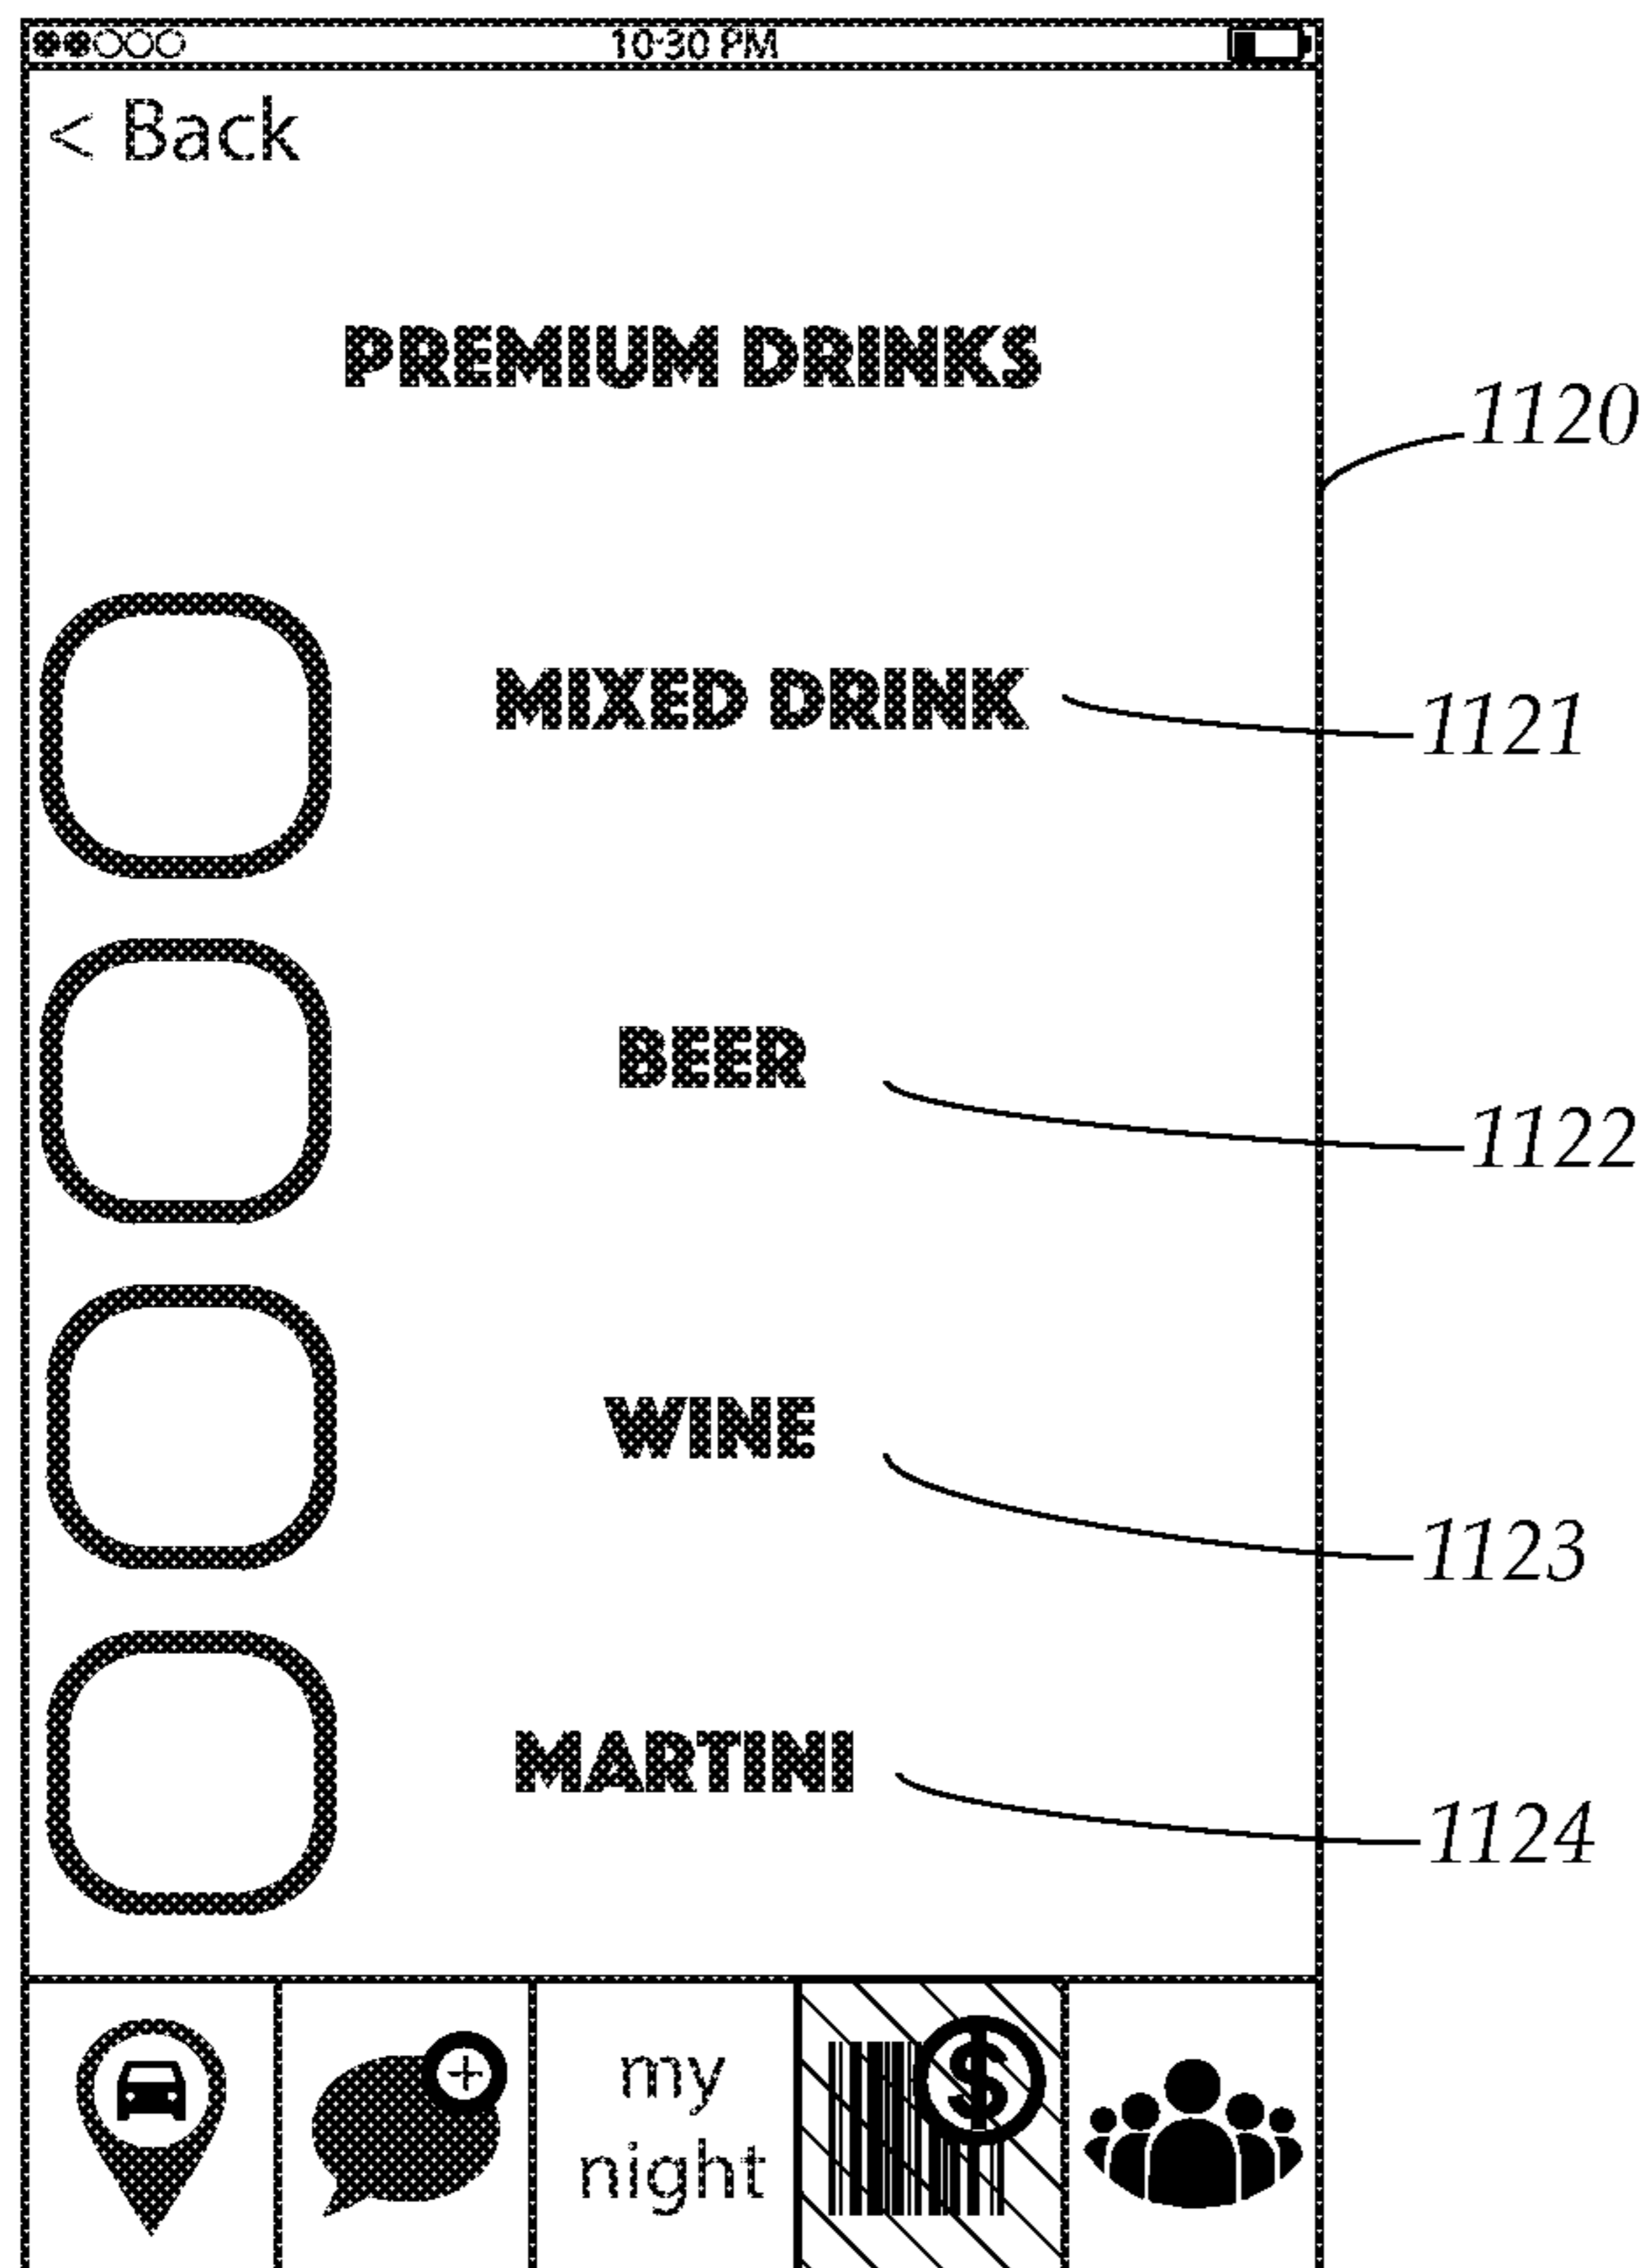 10:30 PM
< Back
PREMIUM DRINKS
1120
MIXED DRINK
1121
BEER
1122
WINE
1123
MARTINI
1124
my
night
$